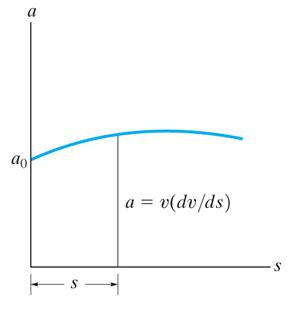 a
a₀
a = v(dv/ds)
s
s